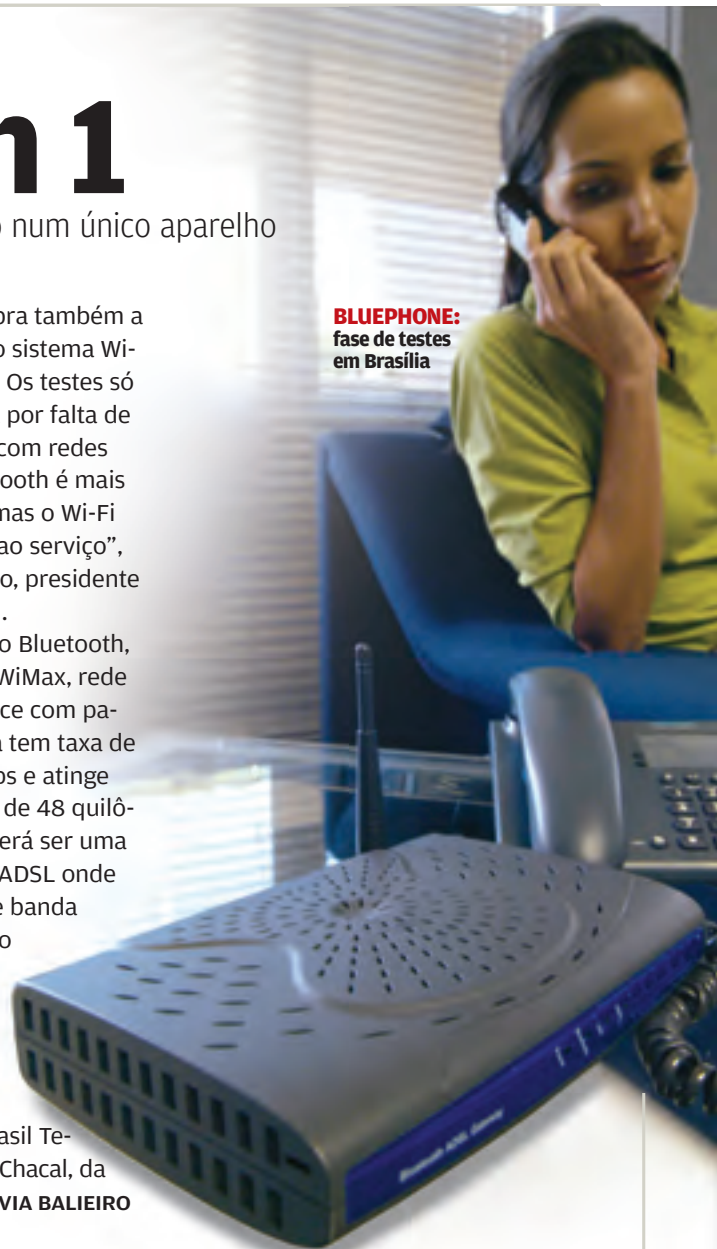 n 1
o num único aparelho
bra também a
o sistema Wi-
Os testes só
por falta de
com redes
ooth é mais
mas o Wi-Fi
ao serviço”,
o, presidente
.
o Bluetooth,
WiMax, rede
ce com pa-
a tem taxa de
os e atinge
de 48 quilô-
erá ser uma
ADSL onde
e banda
o
asil Te-
Chacal, da
VIA BALIEIRO
BLUEPHONE:
fase de testes
em Brasília
Bluetooth ADSL Gateway